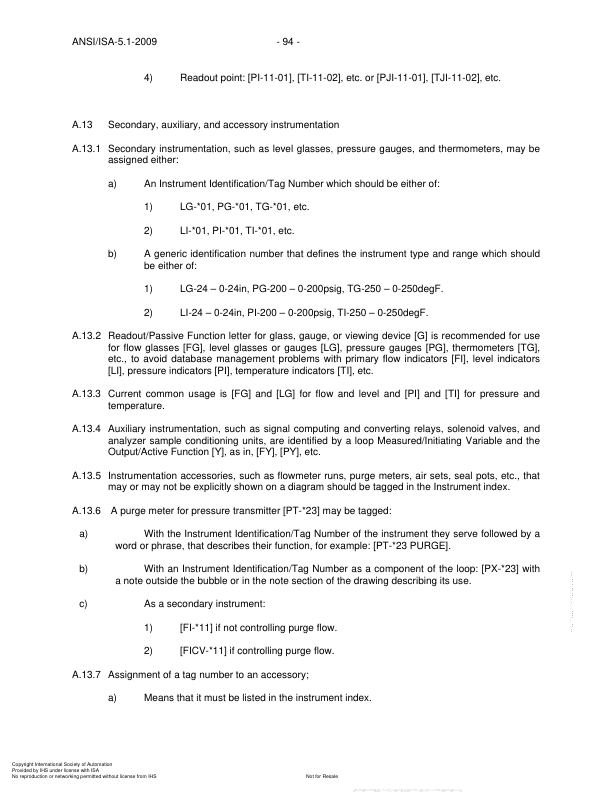 ANSI/ISA-5.1-2009 - 94 -
4) Readout point: [PI-11-01], [TI-11-02], etc. or [PJI-11-01], [TJI-11-02], etc.
A.13 Secondary, auxiliary, and accessory instrumentation
A.13.1 Secondary instrumentation, such as level glasses, pressure gauges, and thermometers, may be
assigned either:
a) An Instrument Identification/Tag Number which should be either of:
1) LG-*01, PG-*01, TG-*01, etc.
2) LI-*01, PI-*01, TI-*01, etc.
b) A generic identification number that defines the instrument type and range which should
be either of:
1) LG-24 – 0-24in, PG-200 – 0-200psig, TG-250 – 0-250degF.
2) LI-24 – 0-24in, PI-200 – 0-200psig, TI-250 – 0-250degF.
A.13.2 Readout/Passive Function letter for glass, gauge, or viewing device [G] is recommended for use
for flow glasses [FG], level glasses or gauges [LG], pressure gauges [PG], thermometers [TG],
etc., to avoid database management problems with primary flow indicators [FI], level indicators
[LI], pressure indicators [PI], temperature indicators [TI], etc.
A.13.3 Current common usage is [FG] and [LG] for flow and level and [PI] and [TI] for pressure and
temperature.
A.13.4 Auxiliary instrumentation, such as signal computing and converting relays, solenoid valves, and
analyzer sample conditioning units, are identified by a loop Measured/Initiating Variable and the
Output/Active Function [Y], as in, [FY], [PY], etc.
A.13.5 Instrumentation accessories, such as flowmeter runs, purge meters, air sets, seal pots, etc., that
may or may not be explicitly shown on a diagram should be tagged in the Instrument index.
A.13.6 A purge meter for pressure transmitter [PT-*23] may be tagged:
a) With the Instrument Identification/Tag Number of the instrument they serve followed by a
word or phrase, that describes their function, for example: [PT-*23 PURGE].
b) With an Instrument Identification/Tag Number as a component of the loop: [PX-*23] with
a note outside the bubble or in the note section of the drawing describing its use.
c) As a secondary instrument:
1) [FI-*11] if not controlling purge flow.
2) [FICV-*11] if controlling purge flow.
A.13.7 Assignment of a tag number to an accessory;
a) Means that it must be listed in the instrument index.
Copyright International Society of Automation
Provided by IHS under license with ISA
No reproduction or networking permitted without license from IHS Not for Resale